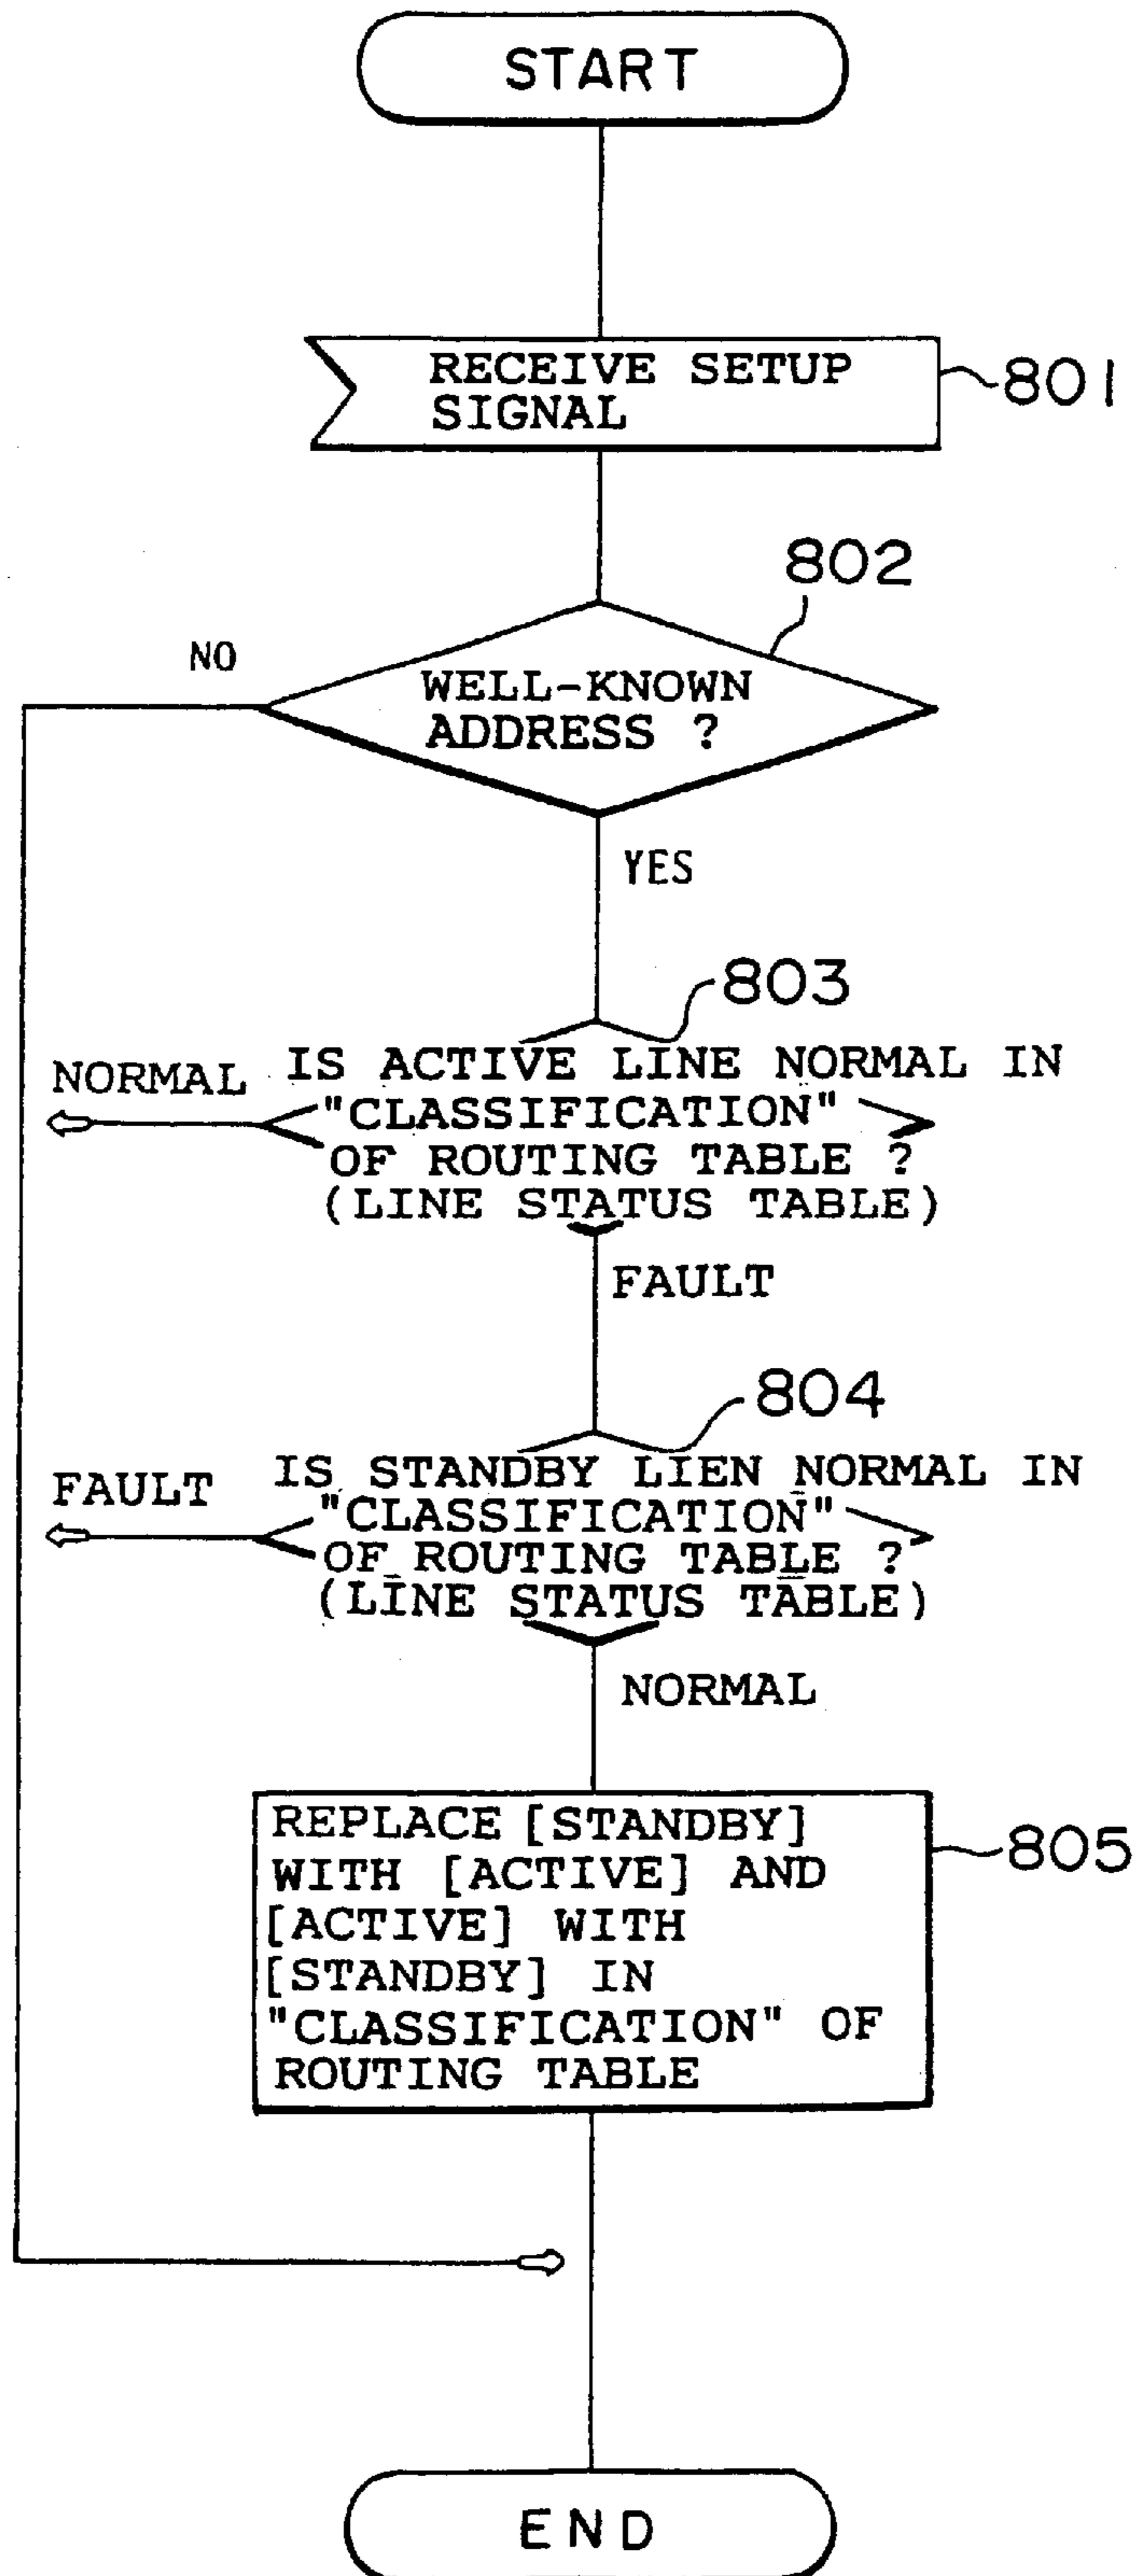 START
RECEIVE SETUP
SIGNAL
801
802
NO
WELL-KNOWN
ADDRESS ?
YES
803
NORMAL
IS ACTIVE LINE NORMAL IN
"CLASSIFICATION"
OF ROUTING TABLE ?
(LINE STATUS TABLE)
FAULT
804
FAULT
IS STANDBY LIEN NORMAL IN
"CLASSIFICATION"
OF ROUTING TABLE ?
(LINE STATUS TABLE)
NORMAL
REPLACE [STANDBY]
WITH [ACTIVE] AND
[ACTIVE] WITH
[STANDBY] IN
"CLASSIFICATION" OF
ROUTING TABLE
805
END